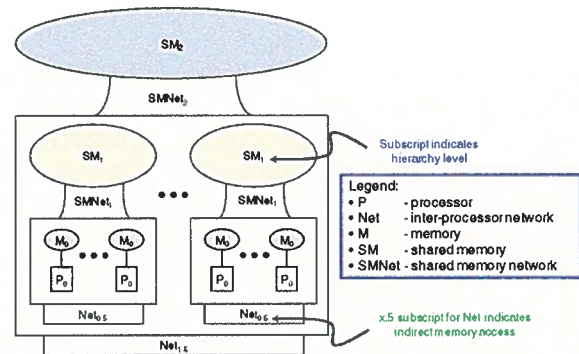 SM2
SMNet2
SM1
SM1
Subscript indicates
hierarchy level
SMNet1
SMNet1
Legend:
• P - processor
• Net - inter-processor network
• M - memory
• SM - shared memory
• SMNet - shared memory network
M0
M0
M0
M0
P0
P0
P0
P0
Net0.5
Net0.5
x.5 subscript for Net indicates
indirect memory access
Net1.5